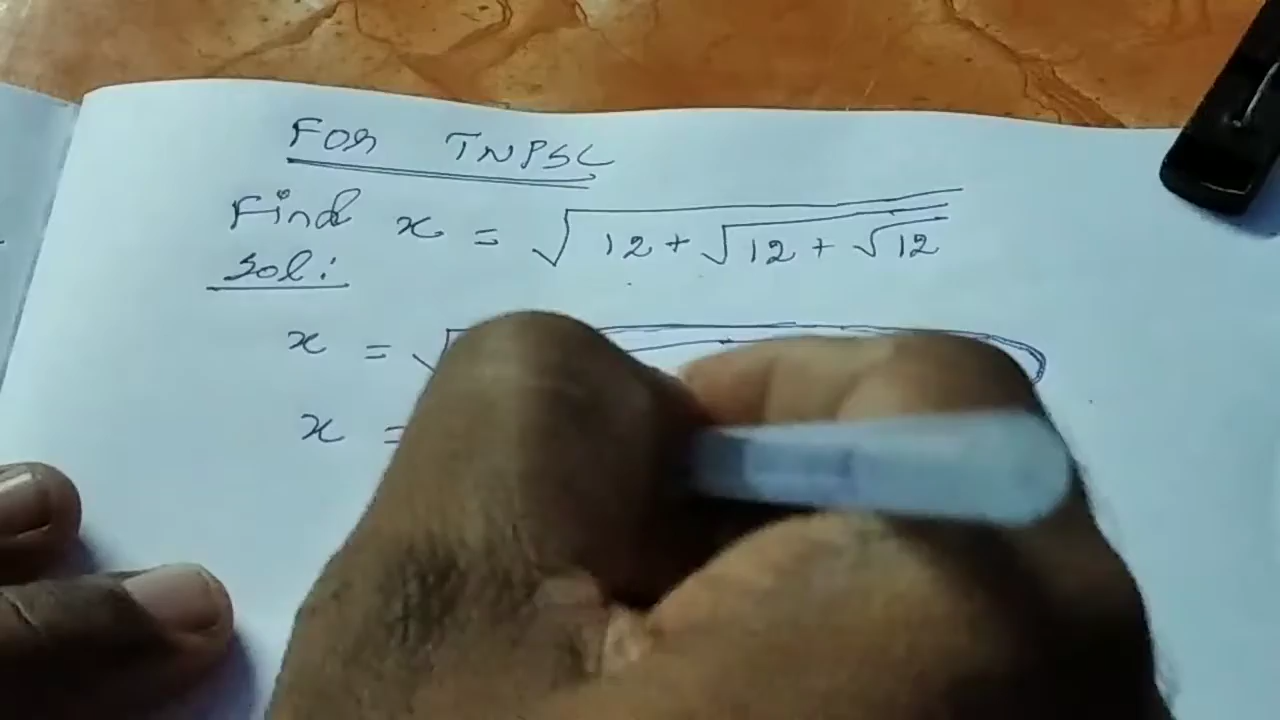 For TNPSC
Find x = √12 + √12 + √12
Sol:
x = √
x =